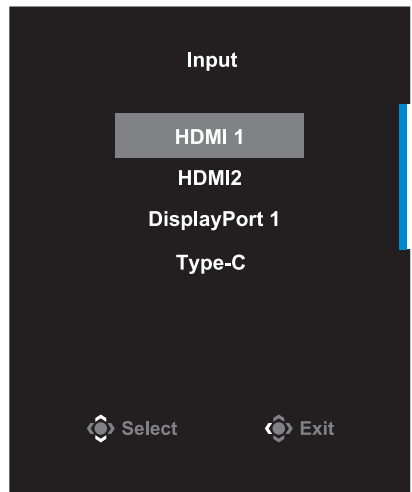 Input
HDMI 1
HDMI2
DisplayPort 1
Type-C
Select Exit